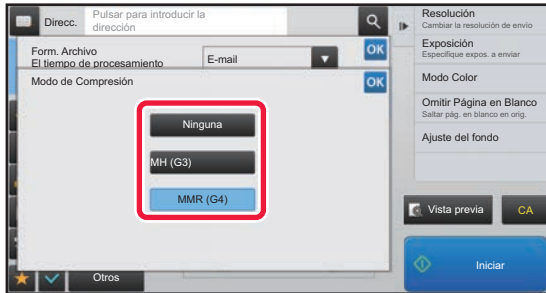 Direcc.
Pulsar para introducir la
dirección
Form. Archivo
El tiempo de procesamiento
E-mail
OK
Modo de Compresión
OK
Ninguna
MH (G3)
MMR (G4)
Otros
Resolución
Cambiar la resolución de envío
Exposición
Especifique expos. a enviar
Modo Color
Omitir Página en Blanco
Saltar pág. en blanco en orig.
Ajuste del fondo
Vista previa
CA
Iniciar